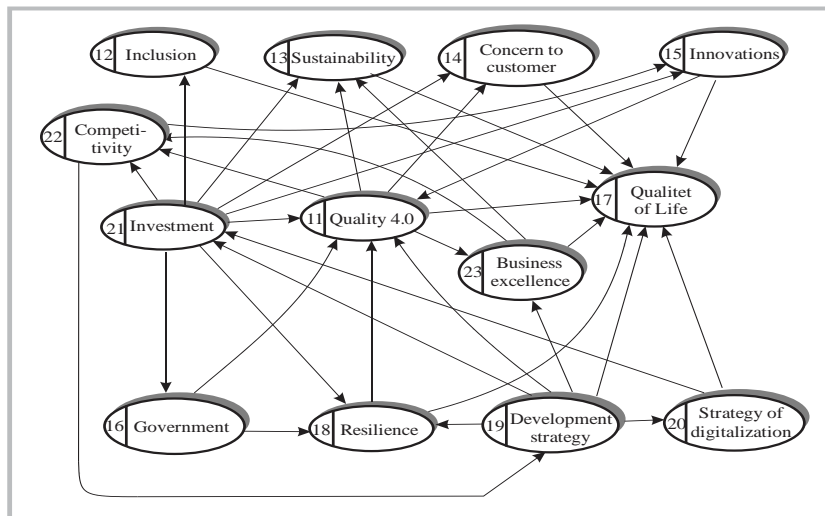 12 Inclusion
13 Sustainability
14 Concern to
customer
15 Innovations
22 Competi-
tivity
21 Investment
11 Quality 4.0
17 Qualitet
of Life
23 Business
excellence
16 Government
18 Resilience
19 Development
strategy
20 Strategy of
digitalization